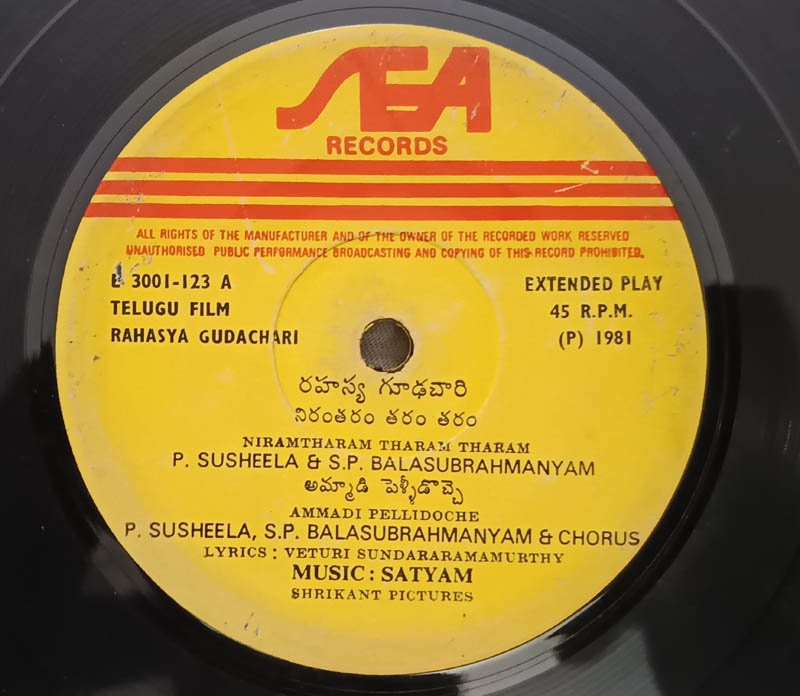 SEA
RECORDS
ALL RIGHTS OF THE MANUFACTURER AND OF THE OWNER OF THE RECORDED WORK RESERVED
UNAUTHORISED PUBLIC PERFORMANCE BROADCASTING AND COPYING OF THIS RECORD PROHIBITED.
E 3001-123 A
TELUGU FILM
RAHASYA GUDACHARI
EXTENDED PLAY
45 R.P.M.
(P) 1981
రహస్య గూఢచారి
నిరంతరం తరం తరం
NIRAMTHARAM THARAM THARAM
P. SUSHEELA & S.P. BALASUBRAHMANYAM
అమ్మాడి పెళ్ళిడొచ్చె
AMMADI PELLIDOCHE
P. SUSHEELA, S.P. BALASUBRAHMANYAM & CHORUS
LYRICS : VETURI SUNDARARAMAMURTHY
MUSIC : SATYAM
SHRIKANT PICTURES